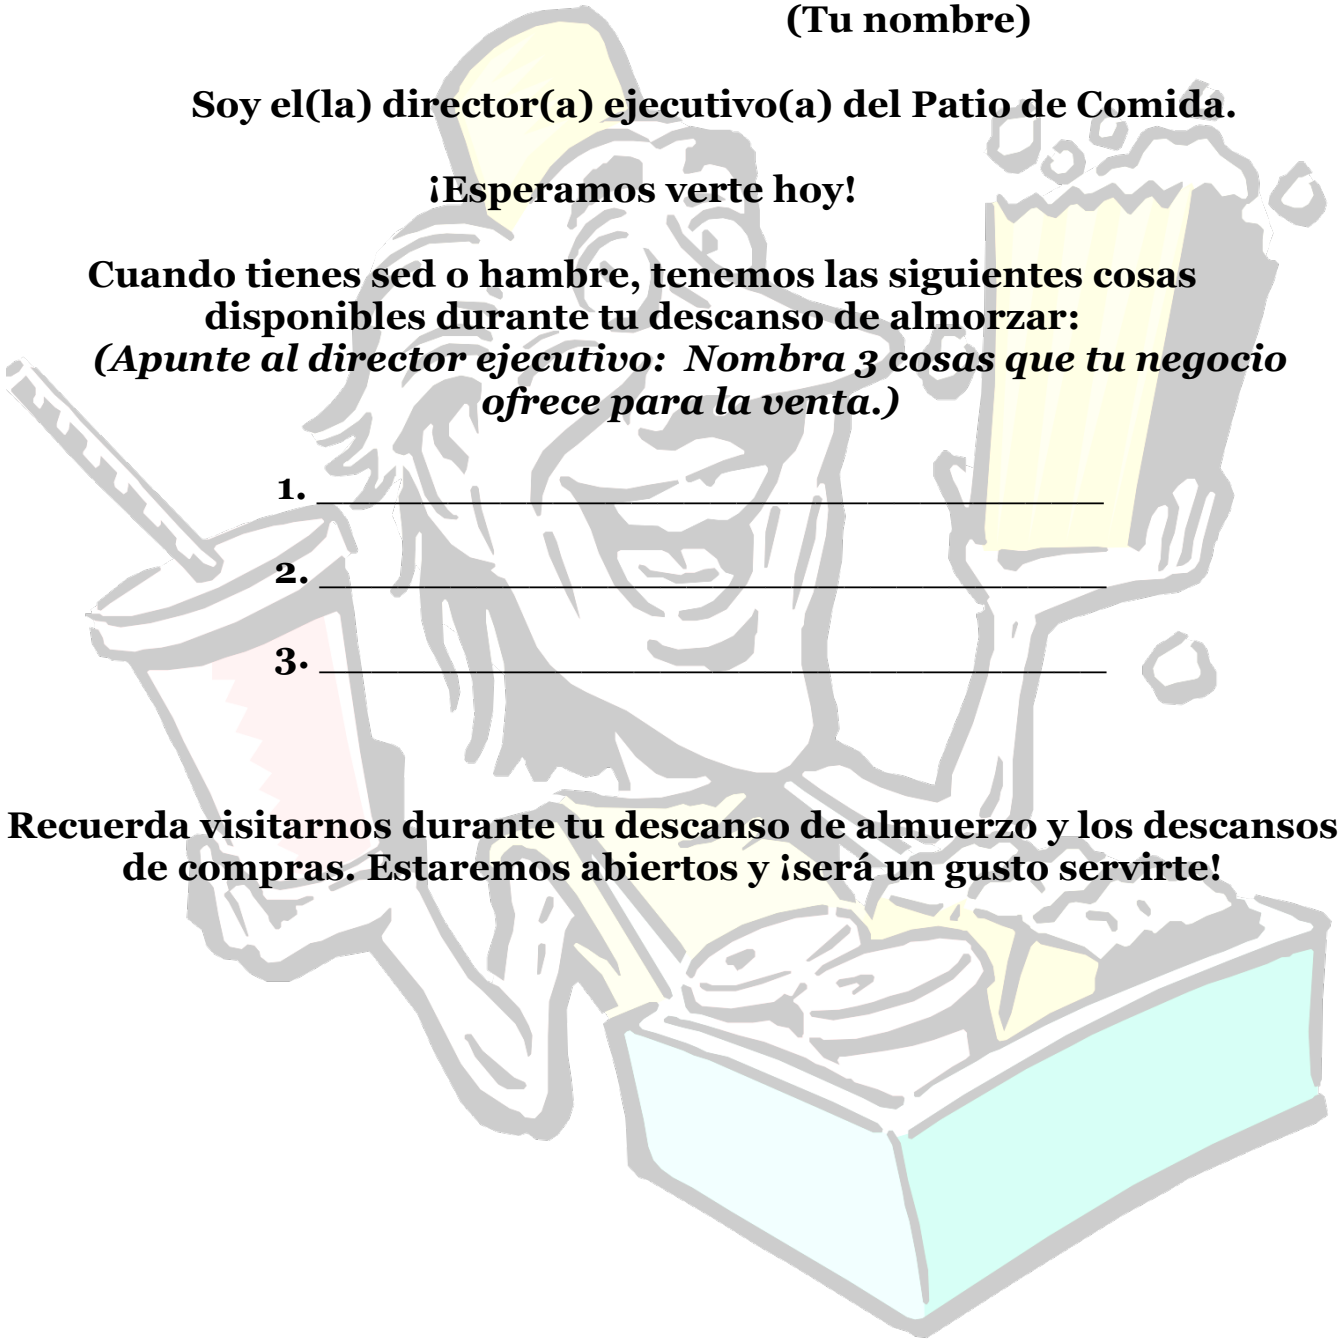 (Tu nombre)
Soy el(la) director(a) ejecutivo(a) del Patio de Comida.
¡Esperamos verte hoy!
Cuando tienes sed o hambre, tenemos las siguientes cosas
disponibles durante tu descanso de almorzar:
(Apunte al director ejecutivo:  Nombra 3 cosas que tu negocio
ofrece para la venta.)
1. ______________________________
2. ______________________________
3. ______________________________
Recuerda visitarnos durante tu descanso de almuerzo y los descansos
de compras. Estaremos abiertos y ¡será un gusto servirte!